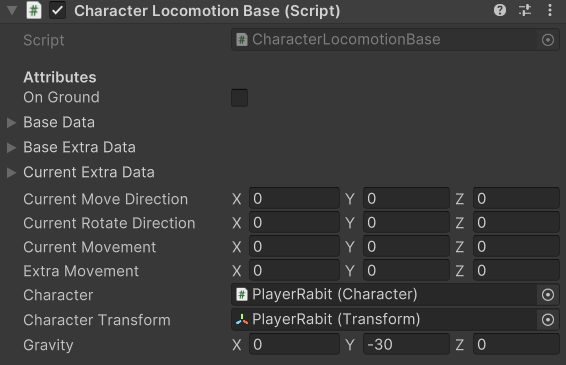 Character Locomotion Base (Script)
Script CharacterLocomotionBase
Attributes
On Ground
Base Data
Base Extra Data
Current Extra Data
Current Move Direction X 0 Y 0 Z 0
Current Rotate Direction X 0 Y 0 Z 0
Current Movement X 0 Y 0 Z 0
Extra Movement X 0 Y 0 Z 0
Character # PlayerRabit (Character)
Character Transform PlayerRabit (Transform)
Gravity X 0 Y -30 Z 0